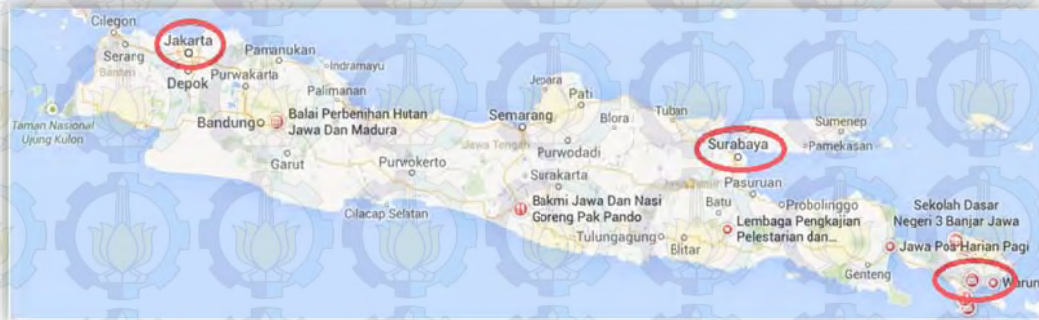 Cilegon
Jakarta
Serang
Pamanukan
Banten
Indramayu
Depok
Purwakarta
Palimanan
Jepara
Pati
Taman Nasional
Ujung Kulon
Bandung
Balai Perbenihan Hutan
Jawa Dan Madura
Semarang
Blora
Tuban
Sumenep
Surabaya
Pamekasan
Jawa Tengah
Purwodadi
Garut
Purwokerto
Surakarta
Jawa Timur
Pasuruan
Cilacap Selatan
Bakmi Jawa Dan Nasi
Goreng Pak Pando
Batu
Probolinggo
Sekolah Dasar
Negeri 3 Banjar Jawa
Lembaga Pengkajian
Pelestarian dan...
Tulungagung
Blitar
Jawa Pos Harian Pagi
Genteng
Warun